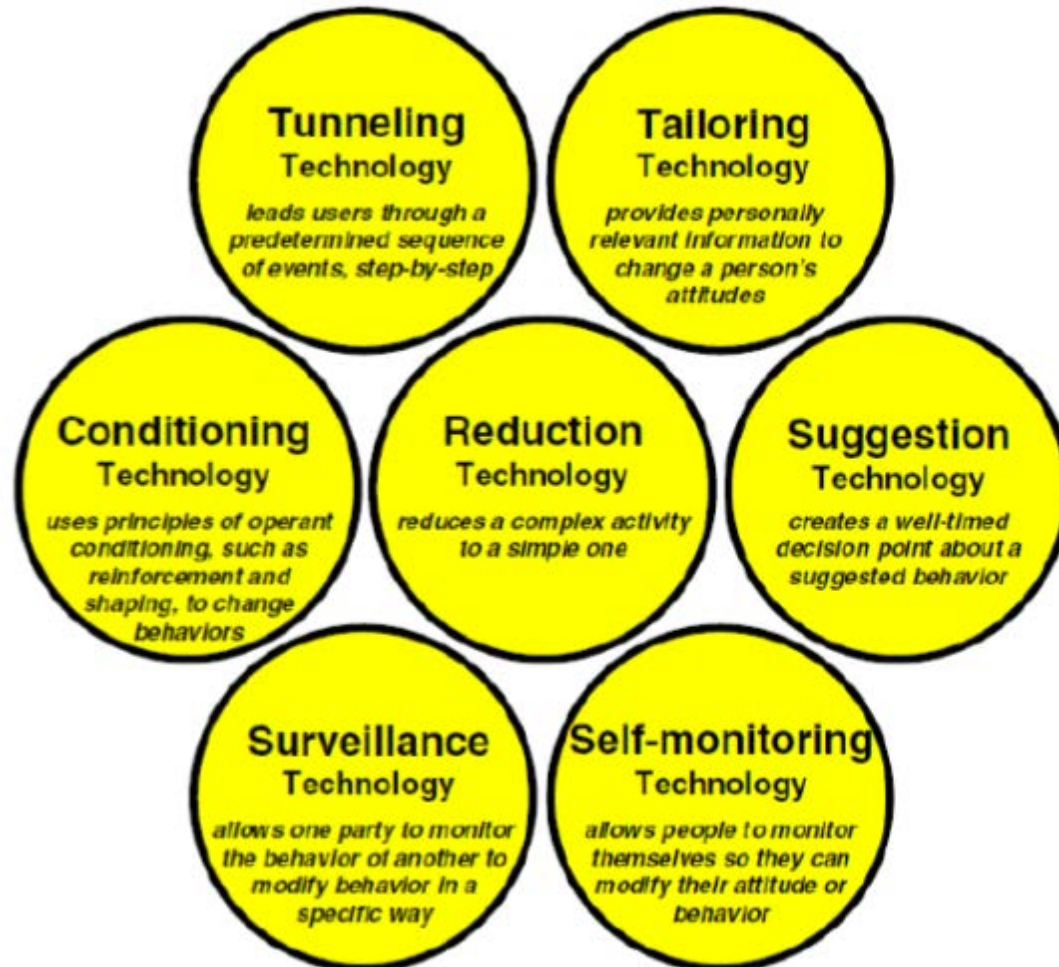 Tunneling
Technology
leads users through a
predetermined sequence
of events, step-by-step
Tailoring
Technology
provides personally
relevant information to
change a person's
attitudes
Conditioning
Technology
uses principles of operant
conditioning, such as
reinforcement and
shaping, to change
behaviors
Reduction
Technology
reduces a complex activity
to a simple one
Suggestion
Technology
creates a well-timed
decision point about a
suggested behavior
Surveillance
Technology
allows one party to monitor
the behavior of another to
modify behavior in a
specific way
Self-monitoring
Technology
allows people to monitor
themselves so they can
modify their attitude or
behavior